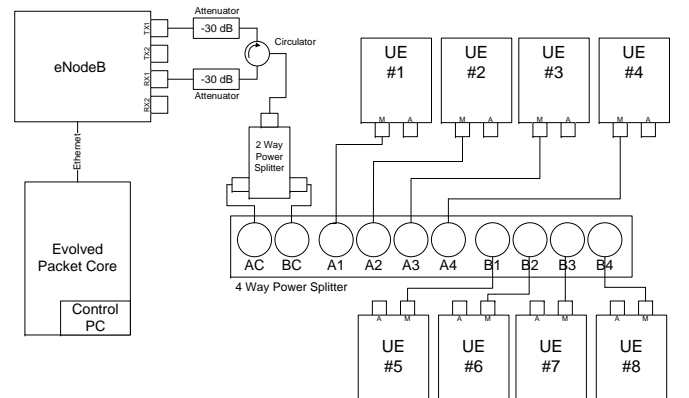 Attenuator
-30 dB
Circulator
-30 dB
Attenuator
eNodeB
TX1
TX2
RX1
RX2
Ethernet
2 Way
Power
Splitter
Evolved
Packet Core
Control
PC
UE
#1
M A
UE
#2
M A
UE
#3
M A
UE
#4
M A
AC BC A1 A2 A3 A4 B1 B2 B3 B4
4 Way Power Splitter
A M
UE
#5
A M
UE
#6
A M
UE
#7
A M
UE
#8